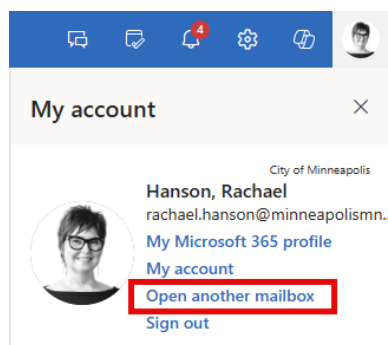 4
My account
City of Minneapolis
Hanson, Rachael
rachael.hanson@minneapolismn..
My Microsoft 365 profile
My account
Open another mailbox
Sign out